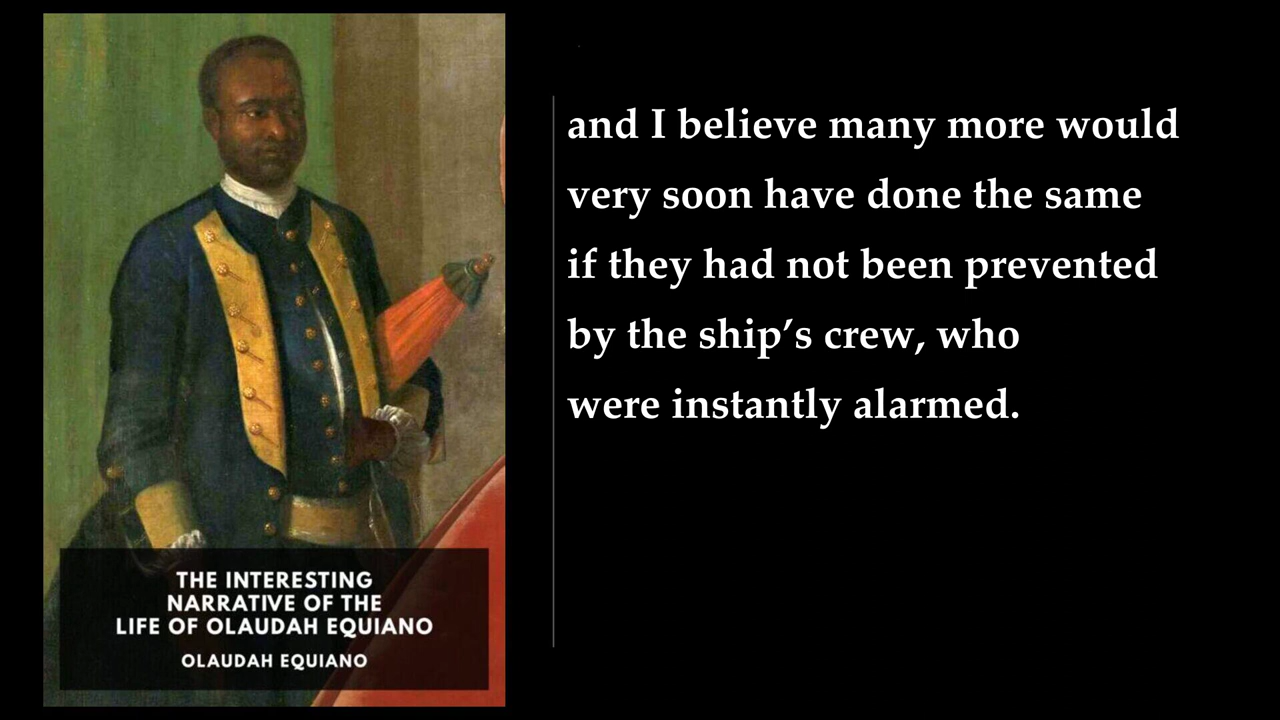 and I believe many more would
very soon have done the same
if they had not been prevented
by the ship’s crew, who
were instantly alarmed.
THE INTERESTING
NARRATIVE OF THE
LIFE OF OLAUDAH EQUIANO
OLAUDAH EQUIANO